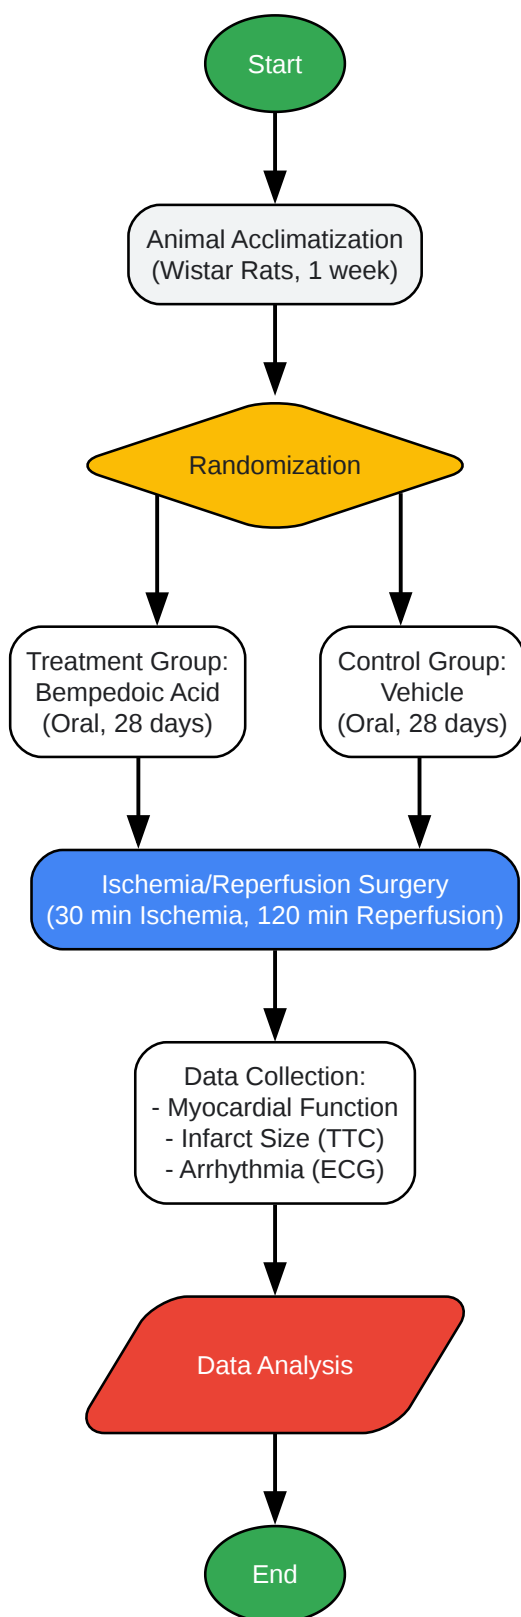 Start
Animal Acclimatization
(Wistar Rats, 1 week)
Randomization
Treatment Group:
Bempedoic Acid
(Oral, 28 days)
Control Group:
Vehicle
(Oral, 28 days)
Ischemia/Reperfusion Surgery
(30 min Ischemia, 120 min Reperfusion)
Data Collection:
- Myocardial Function
- Infarct Size (TTC)
- Arrhythmia (ECG)
Data Analysis
End